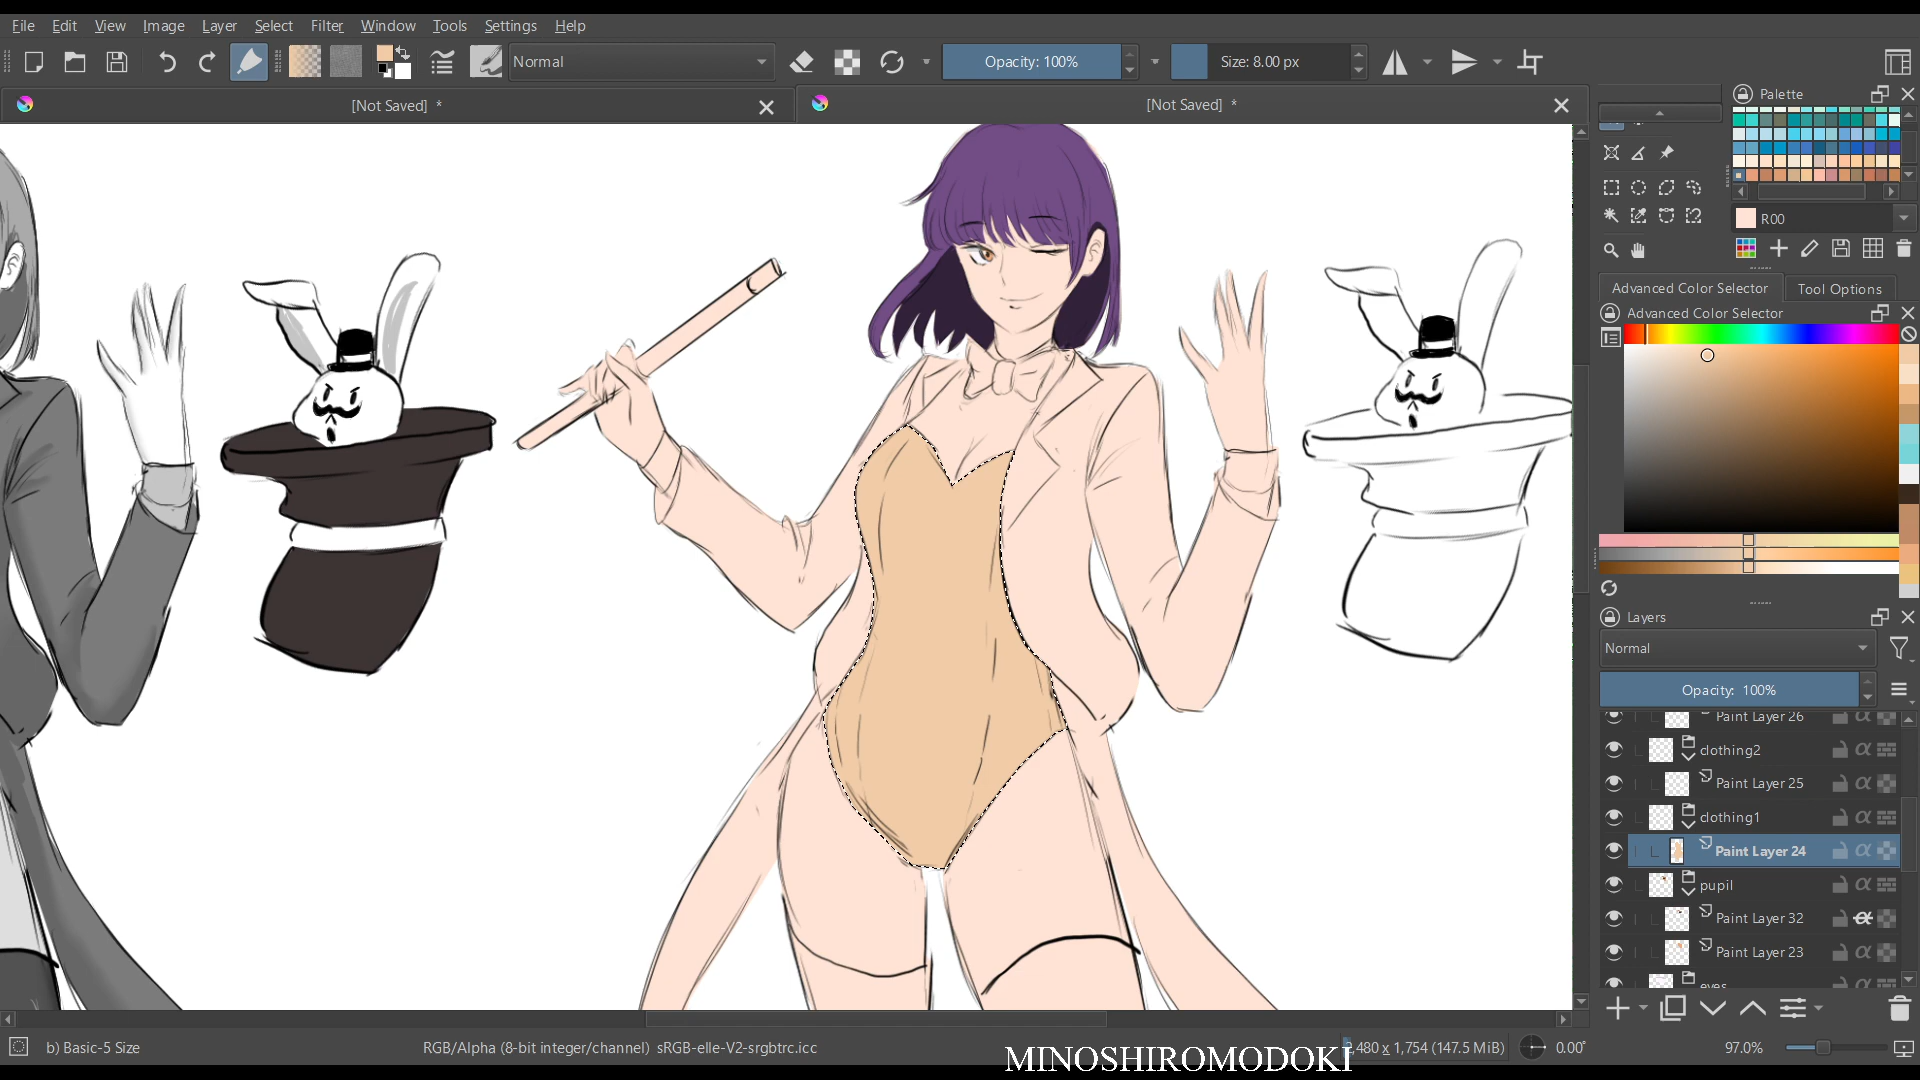 File Edit View Image Layer Select Filter Window Tools Settings Help
Normal Opacity: 100% Size: 8.00 px
[Not Saved] * [Not Saved] *
Palette
R00
Advanced Color Selector Tool Options
Advanced Color Selector
Layers
Normal
Opacity: 100%
Paint Layer 26
clothing2
Paint Layer 25
clothing1
Paint Layer 24
pupil
Paint Layer 32
Paint Layer 23
eyes
b) Basic-5 Size RGB/Alpha (8-bit integer/channel) sRGB-elle-V2-srgbtrc.icc 2,480 x 1,754 (147.5 MiB) 0.00° 97.0%
MINOSHIROMODOKI